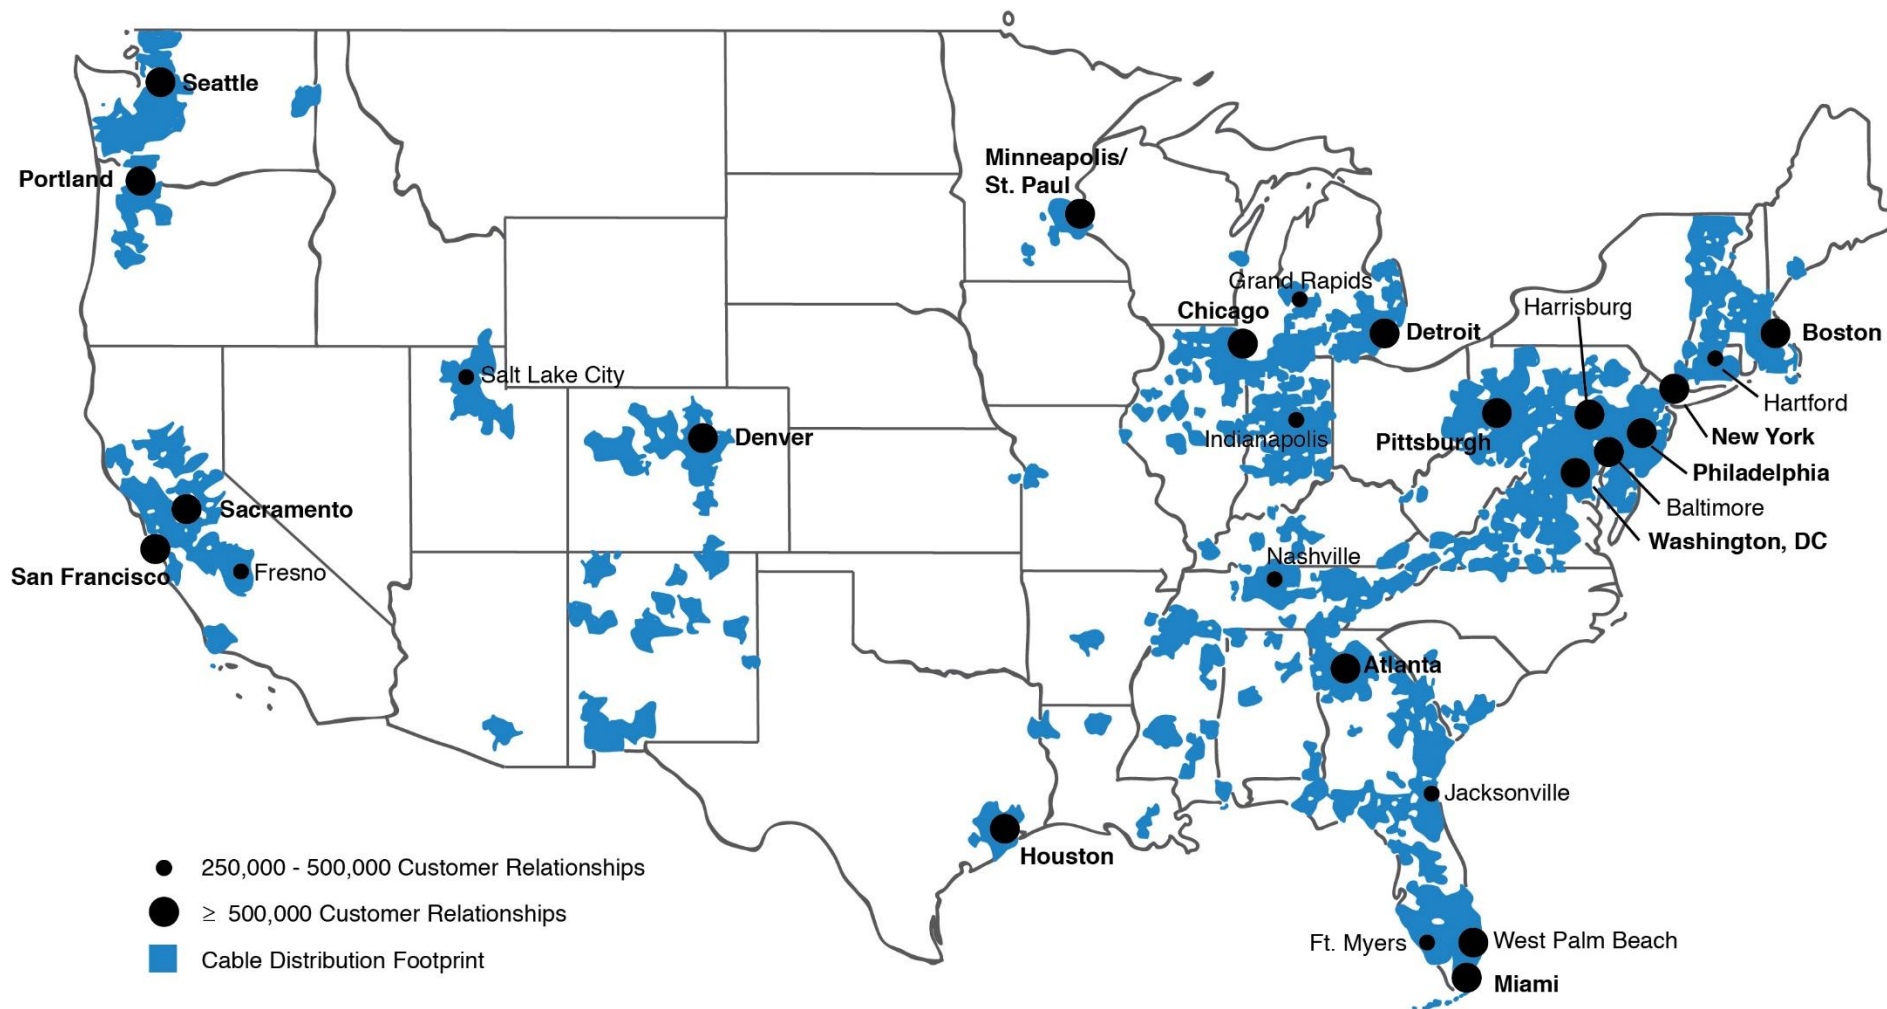 Seattle
Portland
Minneapolis/
St. Paul
Grand Rapids
Chicago
Detroit
Harrisburg
Boston
Salt Lake City
Hartford
Denver
Indianapolis
Pittsburgh
New York
Philadelphia
Sacramento
Baltimore
Washington, DC
San Francisco
Fresno
Nashville
Atlanta
Jacksonville
Houston
250,000 - 500,000 Customer Relationships
≥ 500,000 Customer Relationships
Cable Distribution Footprint
Ft. Myers
West Palm Beach
Miami